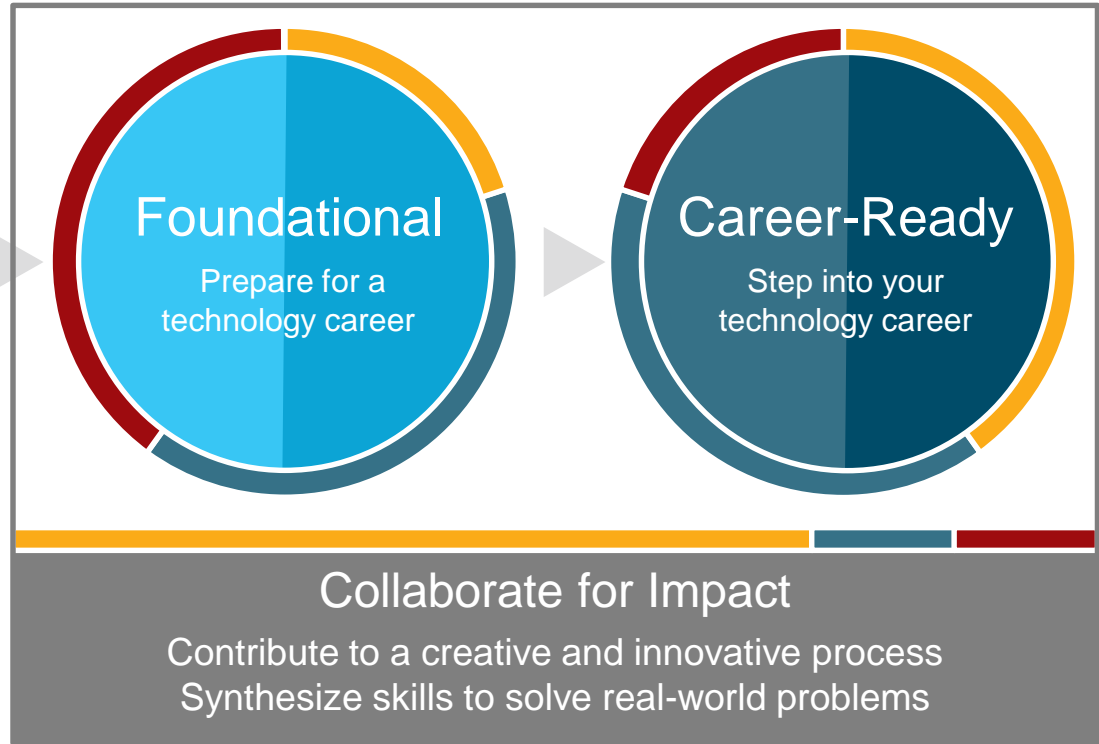 Foundational
Prepare for a
technology career
Career-Ready
Step into your
technology career
Collaborate for Impact
Contribute to a creative and innovative process
Synthesize skills to solve real-world problems